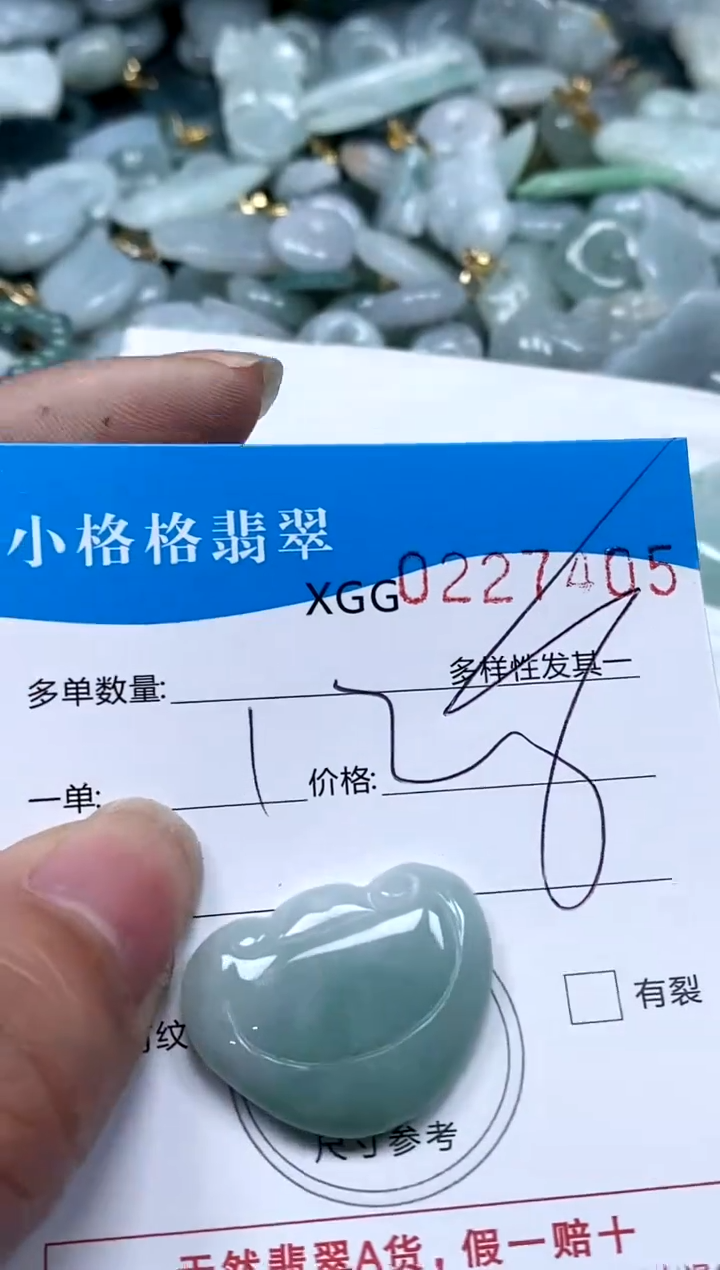 小格格翡翠
XGG0227405
多样性发其一
多单数量:
一单: 1 价格:
有裂
纹
尺寸参考
天然翡翠A货，假一赔十